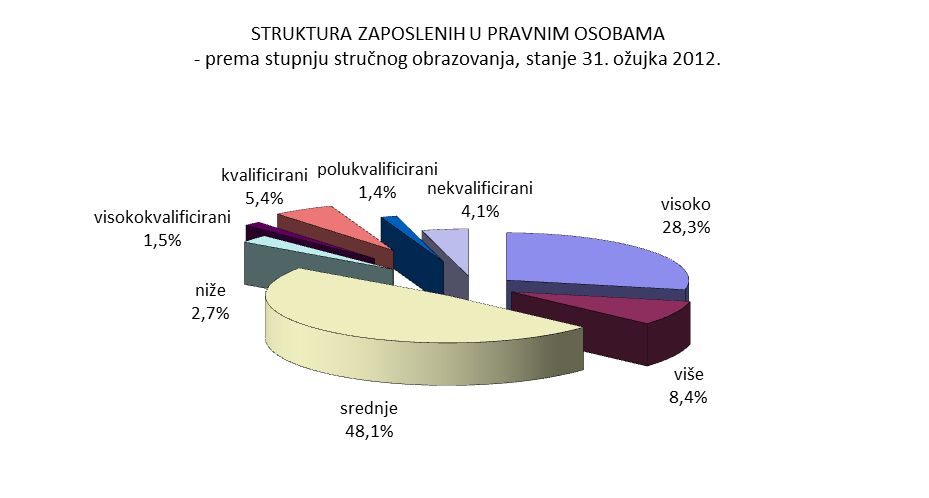 STRUKTURA ZAPOSLENIH U PRAVNIM OSOBAMA
- prema stupnju stručnog obrazovanja, stanje 31. ožujka 2012.
visoko
28,3%
više
8,4%
srednje
48,1%
niže
2,7%
visokokvalificirani
1,5%
kvalificirani
5,4%
polukvalificirani
1,4%
nekvalificirani
4,1%